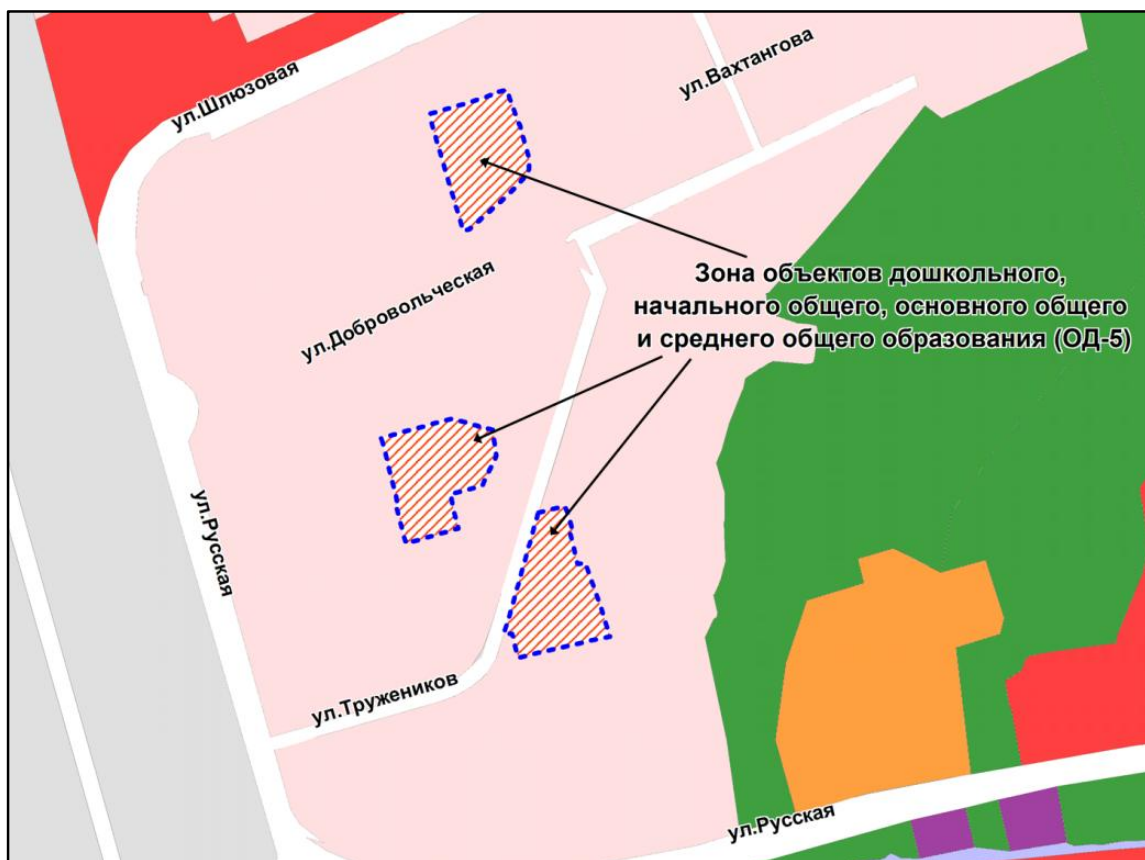 ул.Шлюзовая
ул.Вахтангова
Зона объектов дошкольного,
начального общего, основного общего
и среднего общего образования (ОД-5)
ул.Добровольческая
ул.Русская
ул.Тружеников
ул.Русская